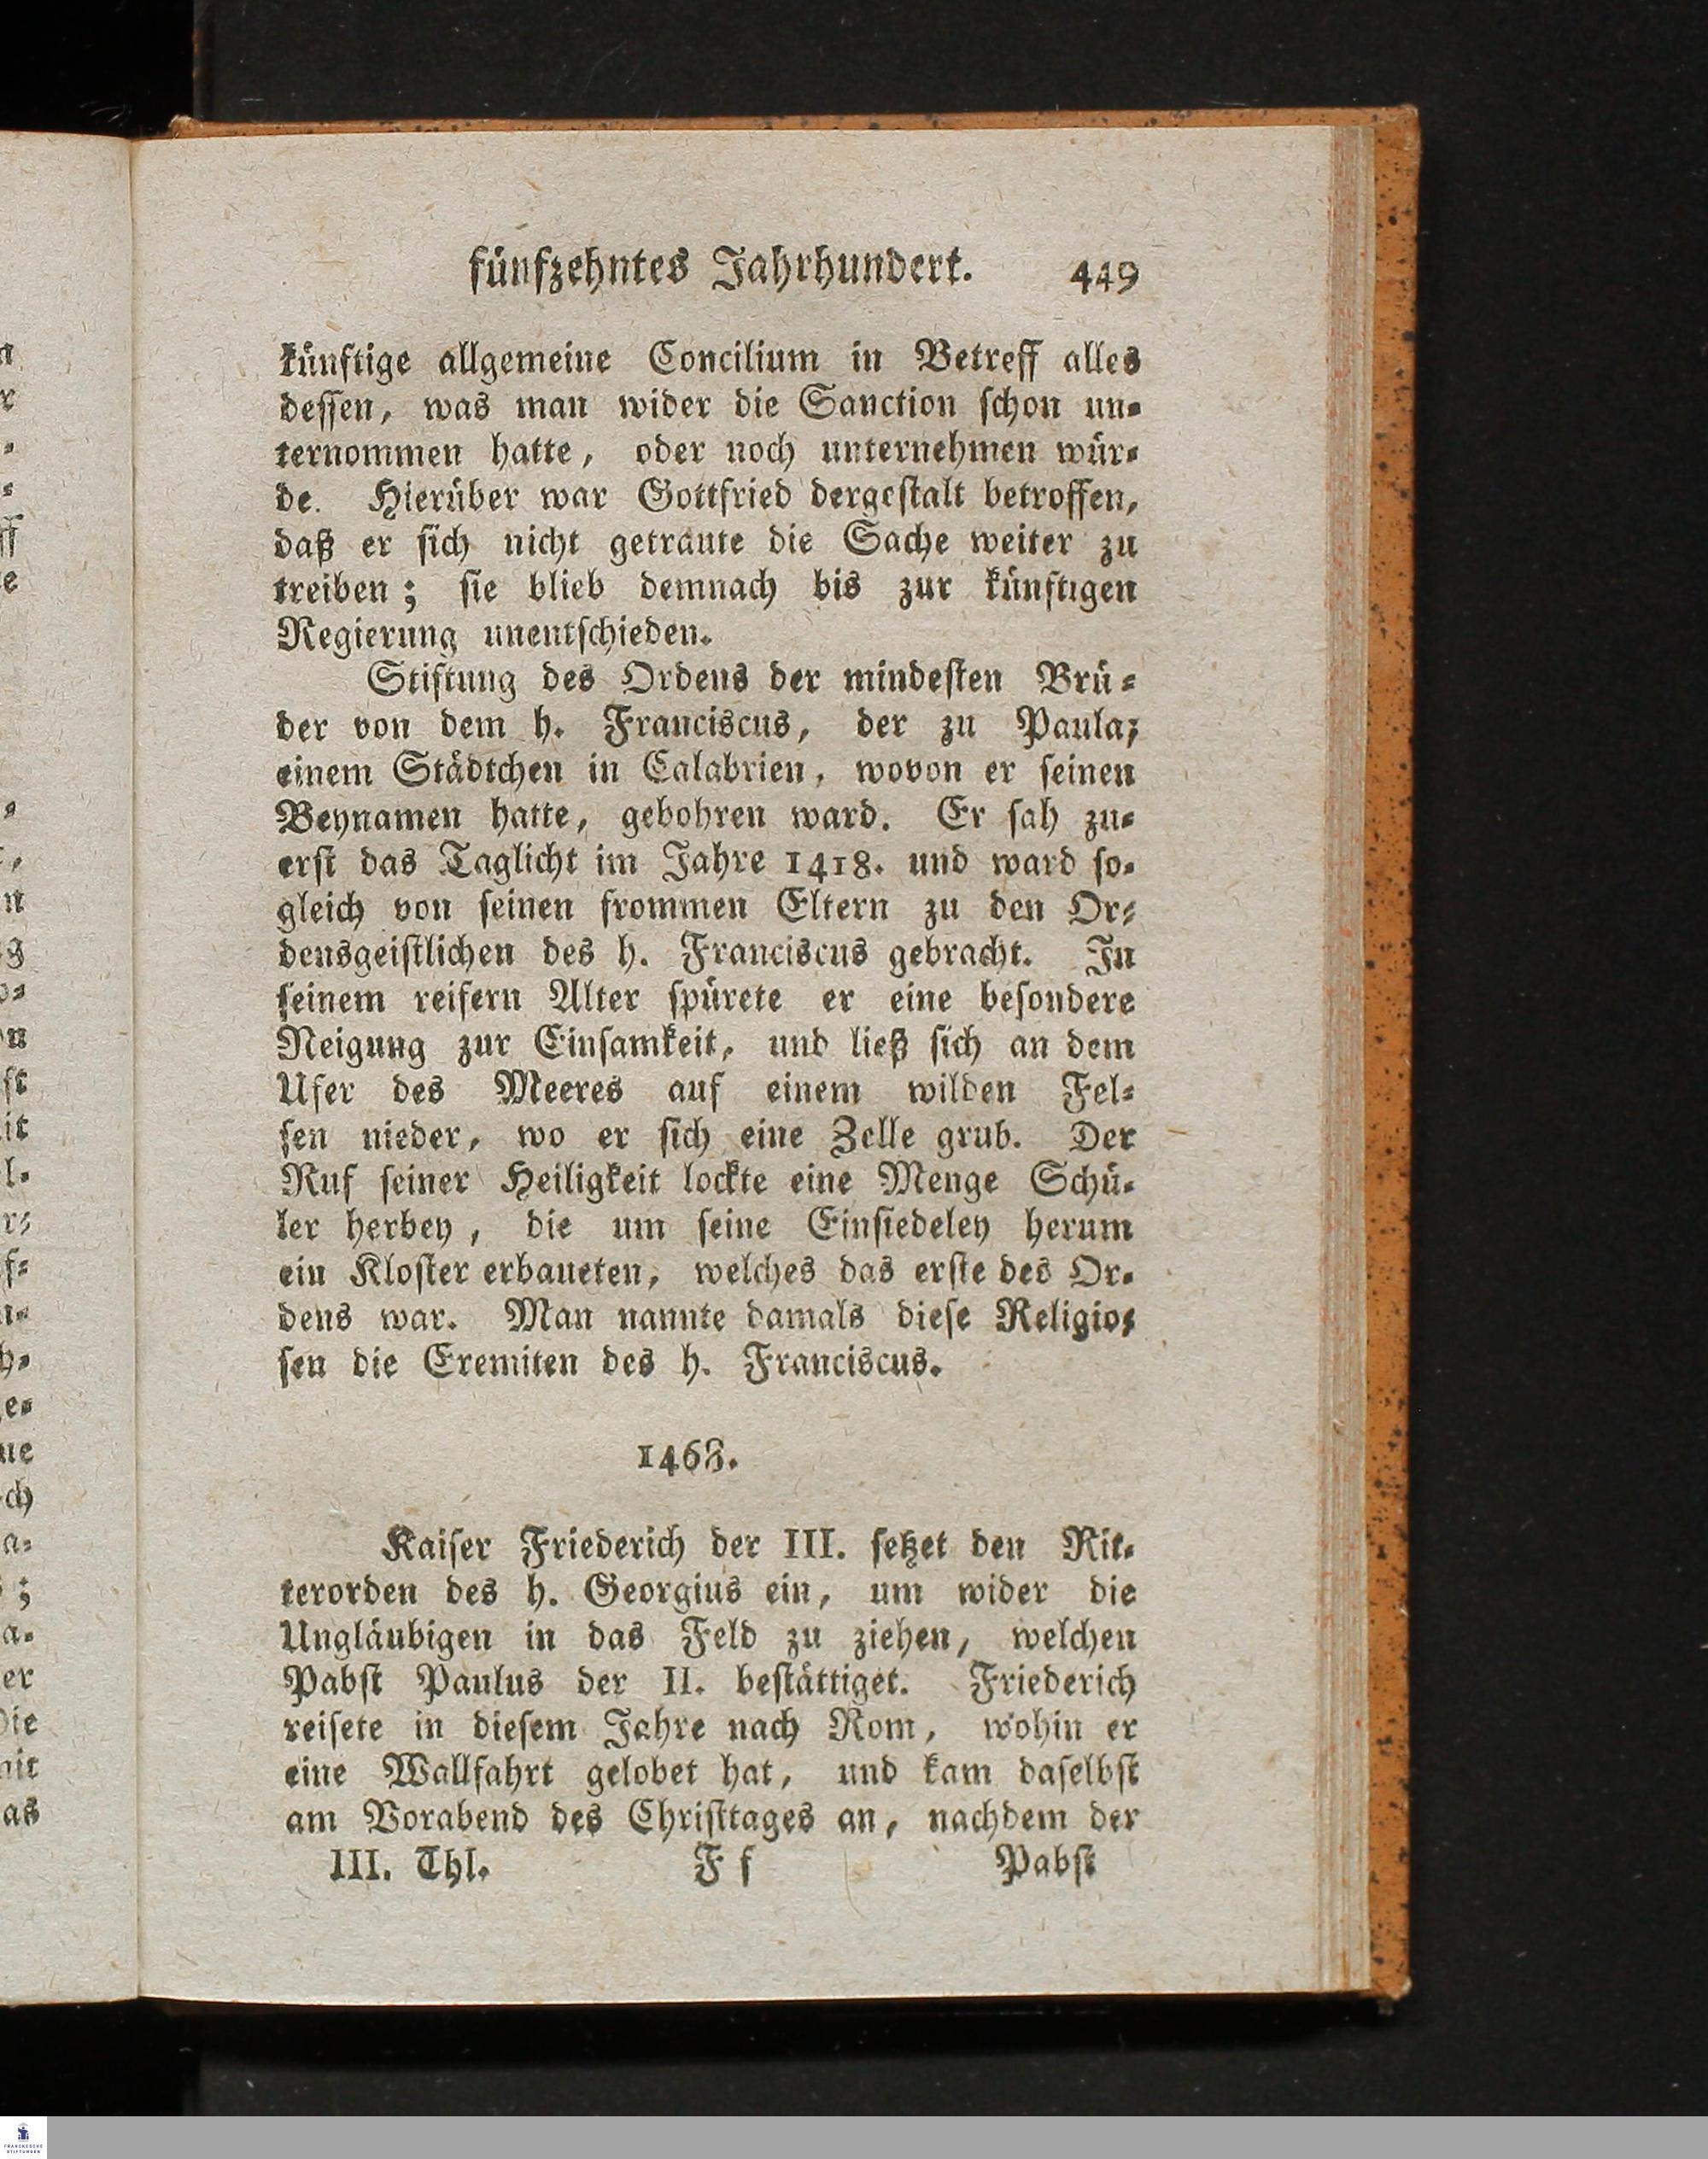 fünfzehntes Jahrhundert. 449
künftige allgemeine Concilium in Betreff alles
dessen, was man wider die Sanction schon un-
ternommen hatte, oder noch unternehmen wür-
de. Hierüber war Gottfried dergestalt betroffen,
daß er sich nicht getraute die Sache weiter zu
treiben; sie blieb demnach bis zur künftigen
Regierung unentschieden.
Stiftung des Ordens der mindesten Brü-
der von dem h. Franciscus, der zu Paula,
einem Städtchen in Calabrien, wovon er seinen
Beynamen hatte, gebohren ward. Er sah zu-
erst das Taglicht im Jahre 1418. und ward so-
gleich von seinen frommen Eltern zu den Or-
densgeistlichen des h. Franciscus gebracht. In
seinem reifern Alter spürete er eine besondere
Neigung zur Einsamkeit, und ließ sich an dem
Ufer des Meeres auf einem wilden Fel-
sen nieder, wo er sich eine Zelle grub. Der
Ruf seiner Heiligkeit lockte eine Menge Schü-
ler herbey, die um seine Einsiedeley herum
ein Kloster erbaueten, welches das erste des Or-
dens war. Man nannte damals diese Religio-
sen die Eremiten des h. Franciscus.
1468.
Kaiser Friederich der III. setzet den Rit-
terorden des h. Georgius ein, um wider die
Ungläubigen in das Feld zu ziehen, welchen
Pabst Paulus der II. bestättiget. Friederich
reisete in diesem Jahre nach Rom, wohin er
eine Wallfahrt gelobet hat, und kam daselbst
am Vorabend des Christtages an, nachdem der
III. Thl. F f Pabst
FRANCKESCHE
STIFTUNGEN